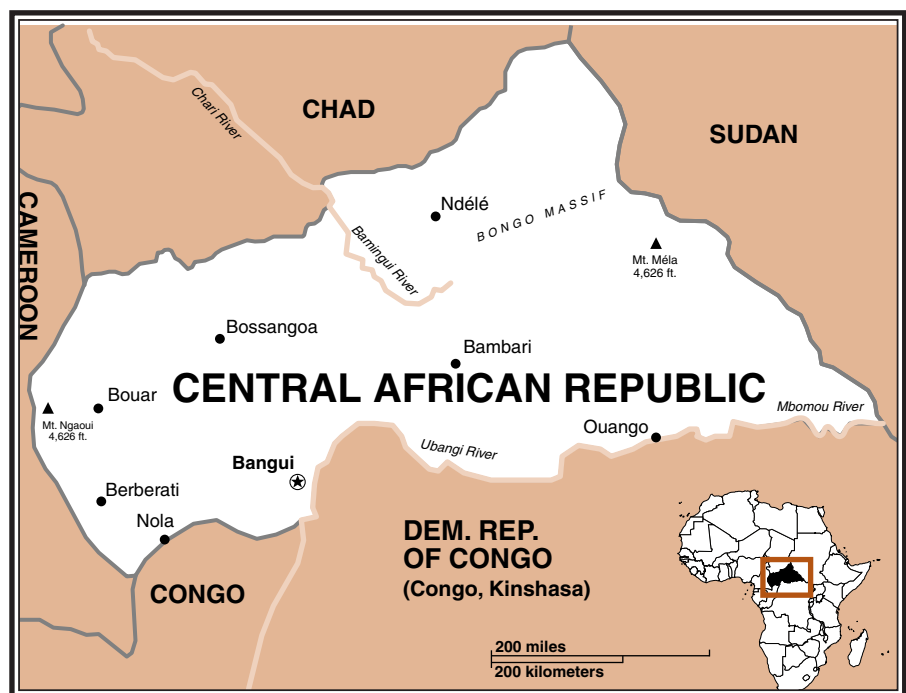 Chari River
CHAD
SUDAN
CAMEROON
Ndélé
BONGO MASSIF
Bamingui River
Mt. Méla
4,626 ft.
Bossangoa
Bambari
CENTRAL AFRICAN REPUBLIC
Bouar
Mt. Ngaoui
4,626 ft.
Mbomou River
Ouango
Ubangi River
Bangui
Berberati
Nola
DEM. REP.
OF CONGO
(Congo, Kinshasa)
CONGO
200 miles
200 kilometers